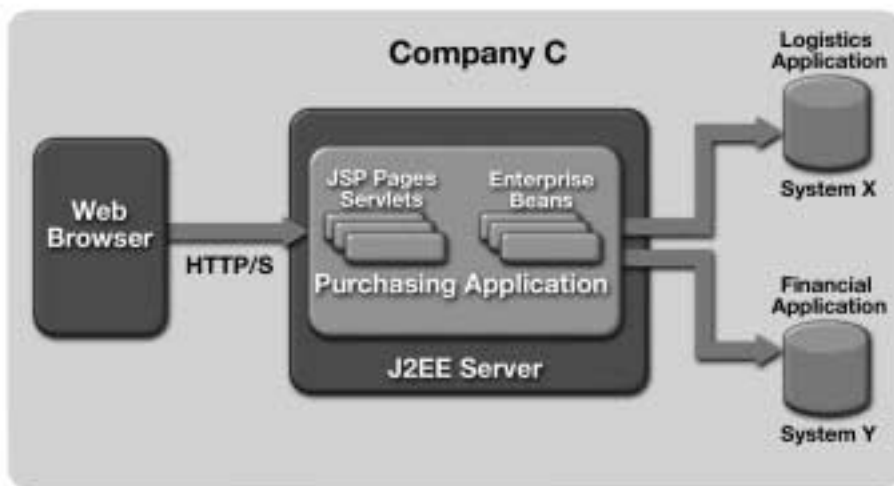 Company C
Logistics
Application
System X
Web
Browser
HTTP/S
JSP Pages
Servlets
Enterprise
Beans
Purchasing Application
J2EE Server
Financial
Application
System Y